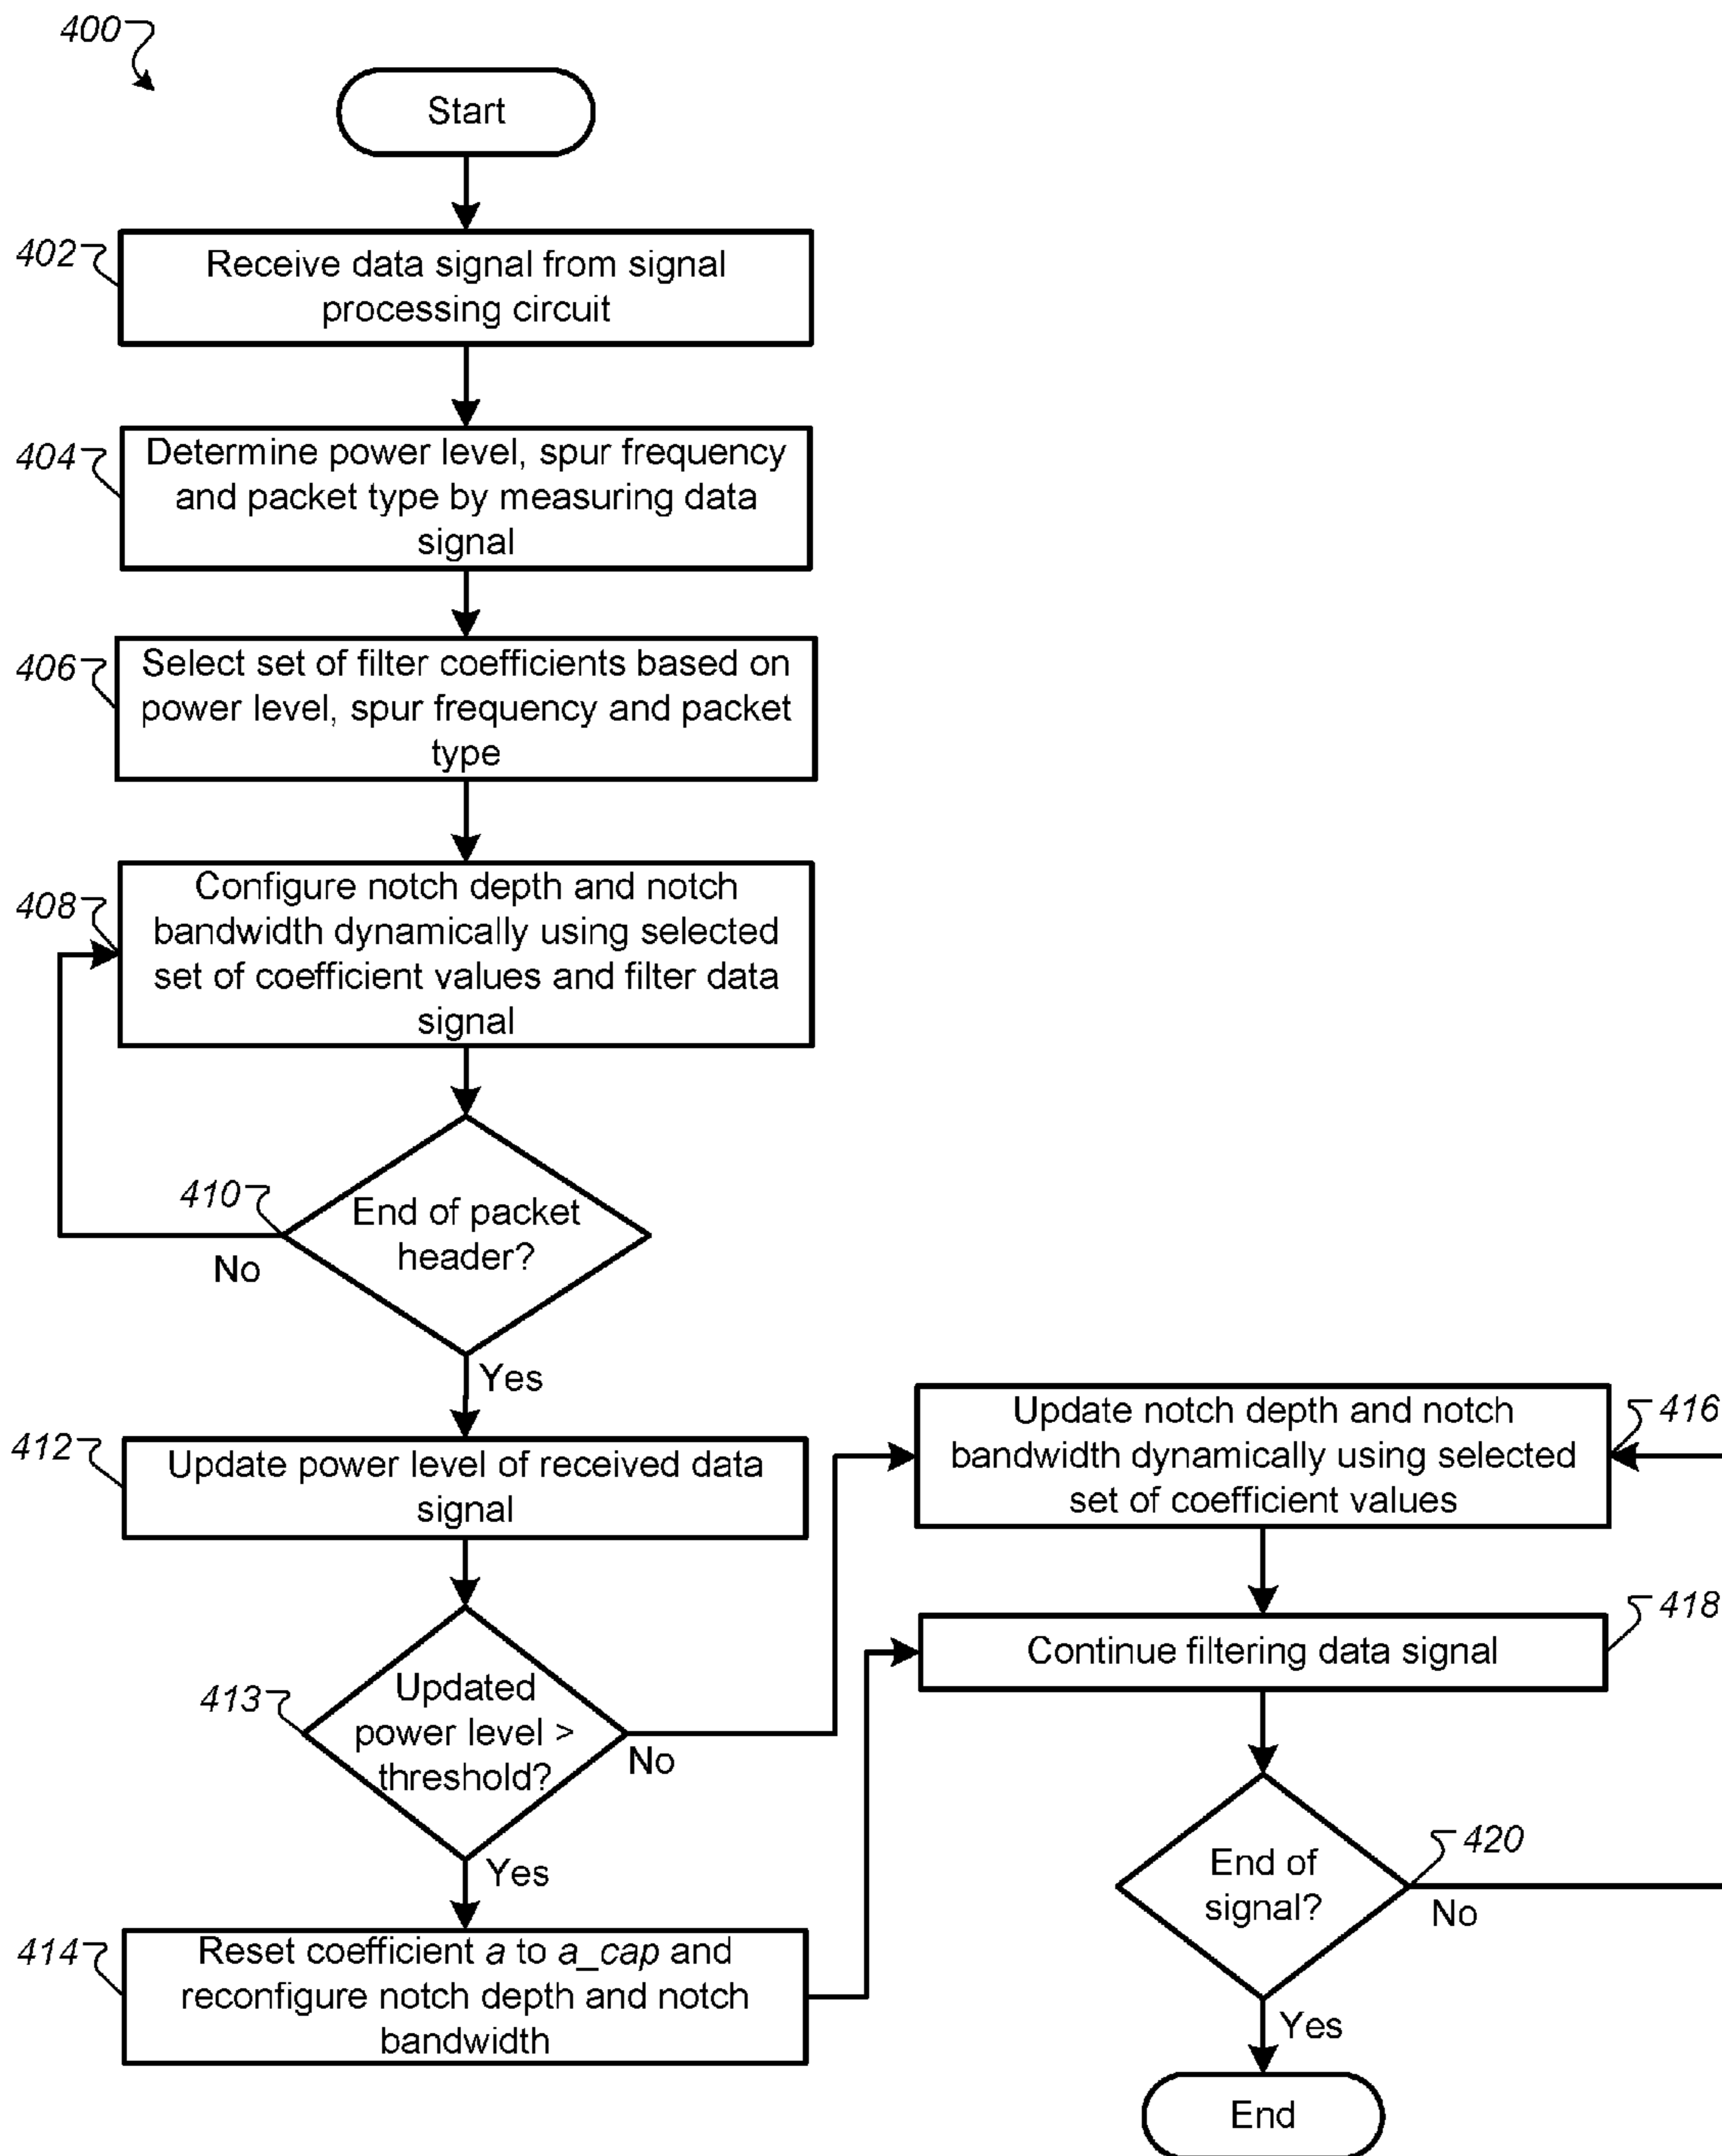 400
Start
402
Receive data signal from signal
processing circuit
404
Determine power level, spur frequency
and packet type by measuring data
signal
406
Select set of filter coefficients based on
power level, spur frequency and packet
type
408
Configure notch depth and notch
bandwidth dynamically using selected
set of coefficient values and filter data
signal
410
End of packet
header?
No
Yes
412
Update power level of received data
signal
413
Updated
power level >
threshold?
No
Yes
414
Reset coefficient a to a_cap and
reconfigure notch depth and notch
bandwidth
416
Update notch depth and notch
bandwidth dynamically using selected
set of coefficient values
418
Continue filtering data signal
420
End of
signal?
No
Yes
End